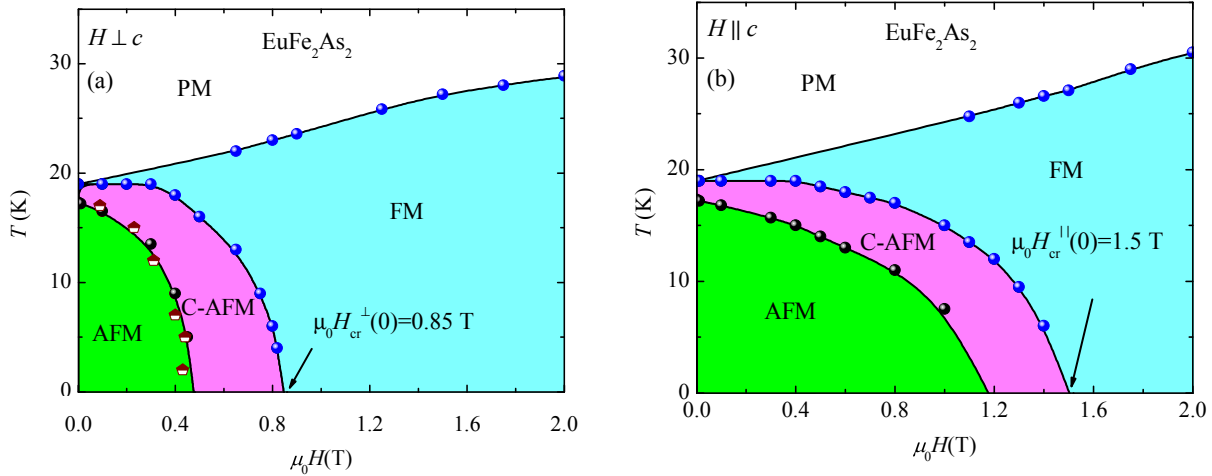 H ⊥ c
EuFe₂As₂
(a)
PM
FM
C-AFM
AFM
μ₀H_cr^⊥(0)=0.85 T
30
20
10
0
T (K)
0.0 0.4 0.8 1.2 1.6 2.0
μ₀H(T)
H || c
EuFe₂As₂
(b)
PM
FM
C-AFM
AFM
μ₀H_cr^||(0)=1.5 T
30
20
10
0
T (K)
0.0 0.4 0.8 1.2 1.6 2.0
μ₀H(T)